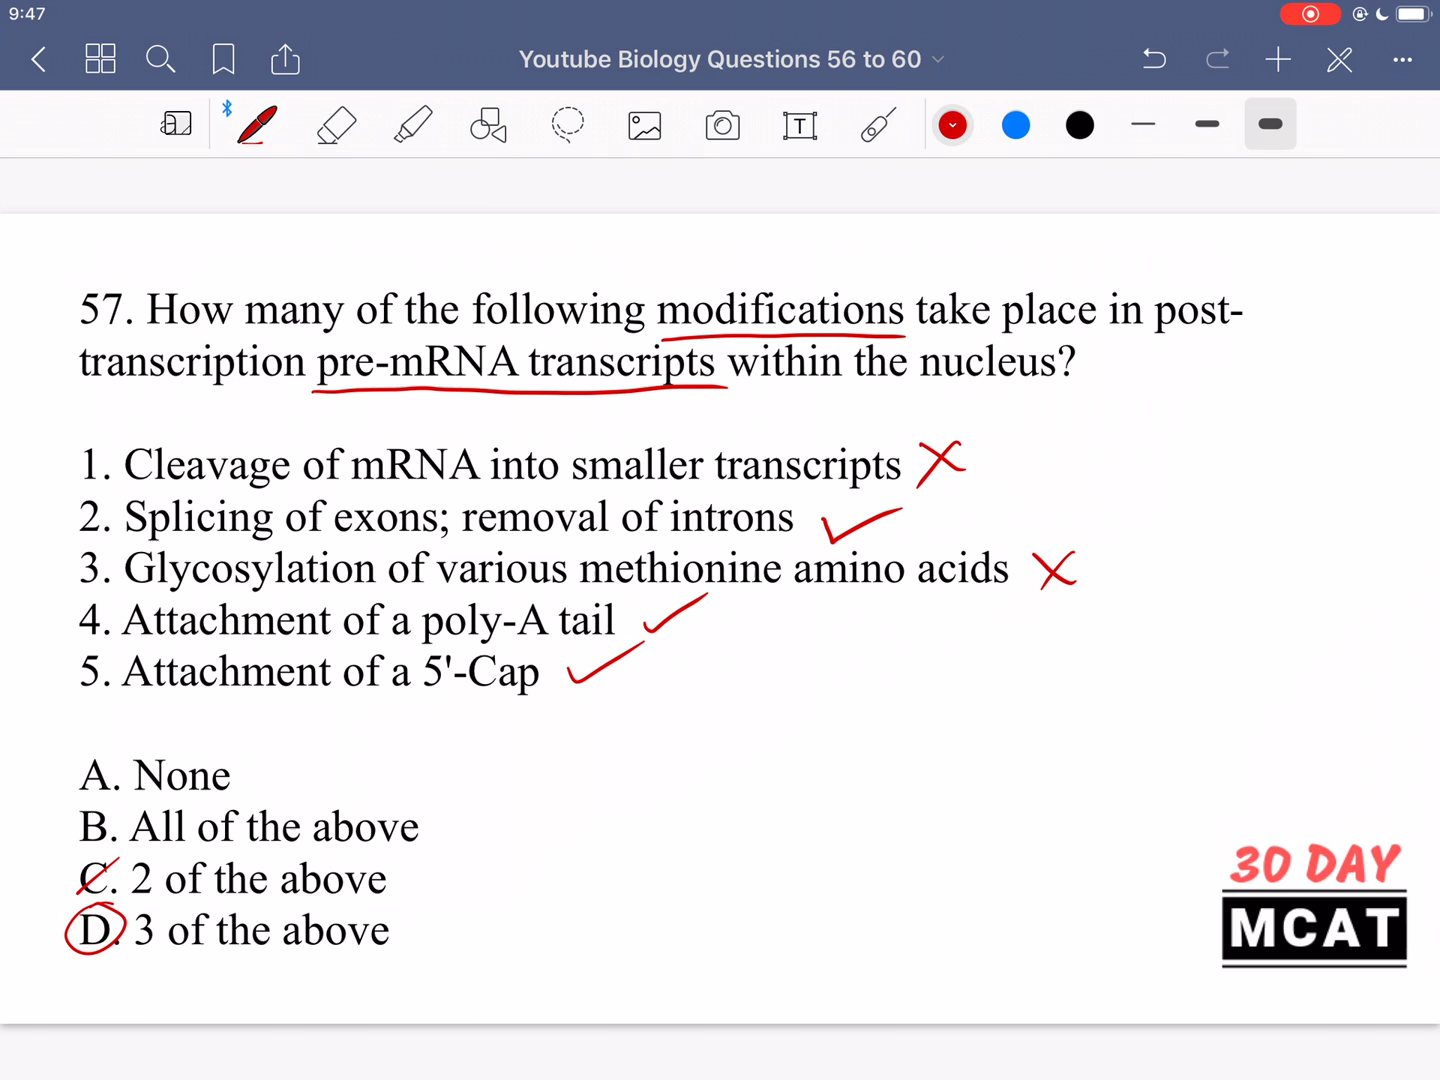 9:47
Youtube Biology Questions 56 to 60
T
57. How many of the following modifications take place in post-
transcription pre-mRNA transcripts within the nucleus?
1. Cleavage of mRNA into smaller transcripts
2. Splicing of exons; removal of introns
3. Glycosylation of various methionine amino acids
4. Attachment of a poly-A tail
5. Attachment of a 5'-Cap
A. None
B. All of the above
C. 2 of the above
D. 3 of the above
30 DAY
MCAT